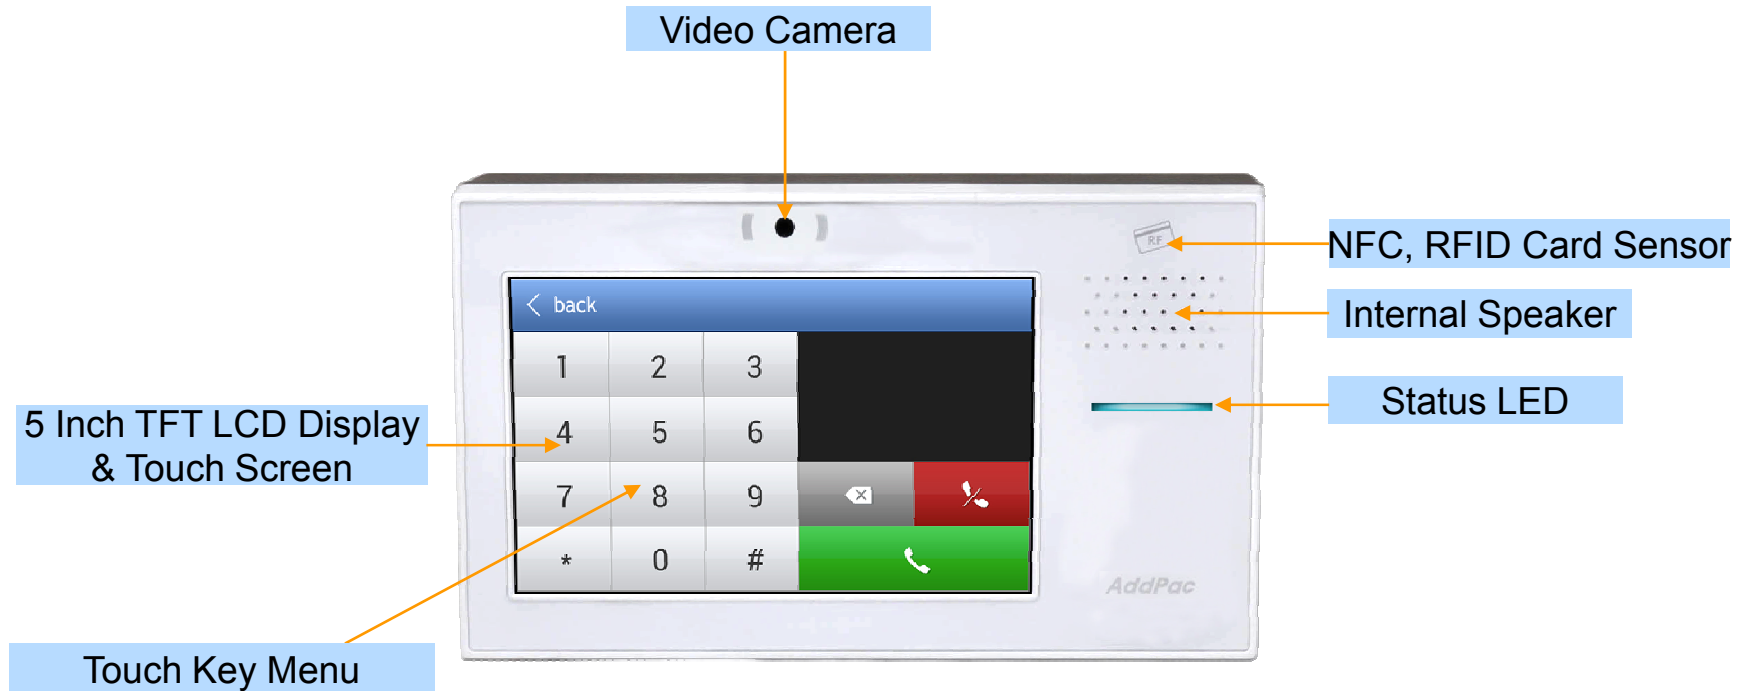 Video Camera
RF
NFC, RFID Card Sensor
back
Internal Speaker
1 2 3
Status LED
5 Inch TFT LCD Display
& Touch Screen
4 5 6
7 8 9
* 0 #
AddPac
Touch Key Menu